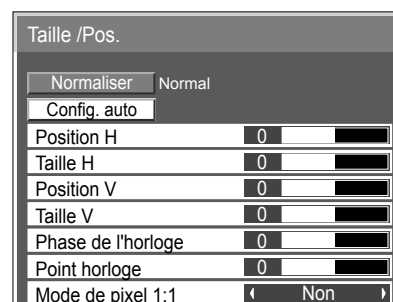 Taille /Pos.
Normaliser Normal
Config. auto
Position H 0
Taille H 0
Position V 0
Taille V 0
Phase de l'horloge 0
Point horloge 0
Mode de pixel 1:1 Non